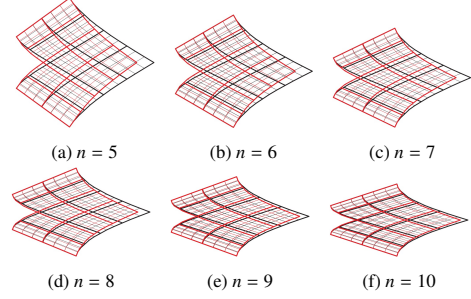 (a) n = 5
(b) n = 6
(c) n = 7
(d) n = 8
(e) n = 9
(f) n = 10